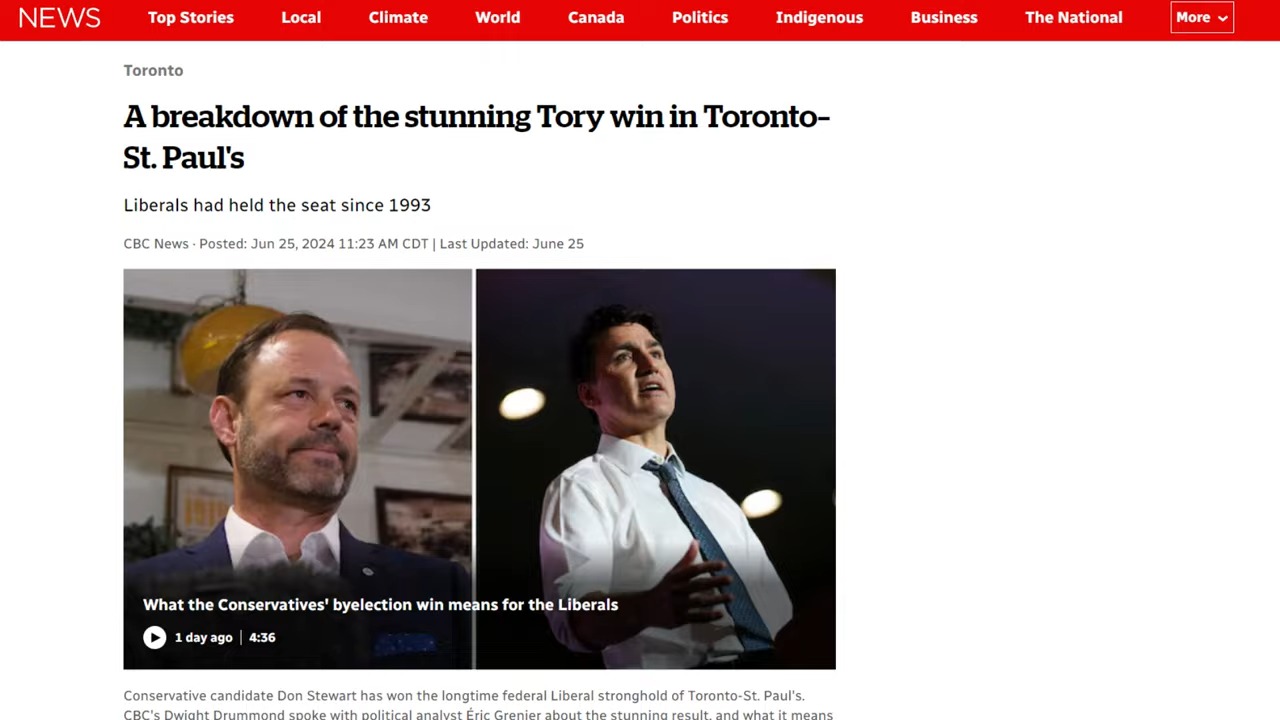 NEWS Top Stories Local Climate World Canada Politics Indigenous Business The National More
Toronto
A breakdown of the stunning Tory win in Toronto–
St. Paul's
Liberals had held the seat since 1993
CBC News · Posted: Jun 25, 2024 11:23 AM CDT | Last Updated: June 25
What the Conservatives' byelection win means for the Liberals
1 day ago | 4:36
Conservative candidate Don Stewart has won the longtime federal Liberal stronghold of Toronto-St. Paul's.
CBC's Dwight Drummond spoke with political analyst Éric Grenier about the stunning result, and what it means